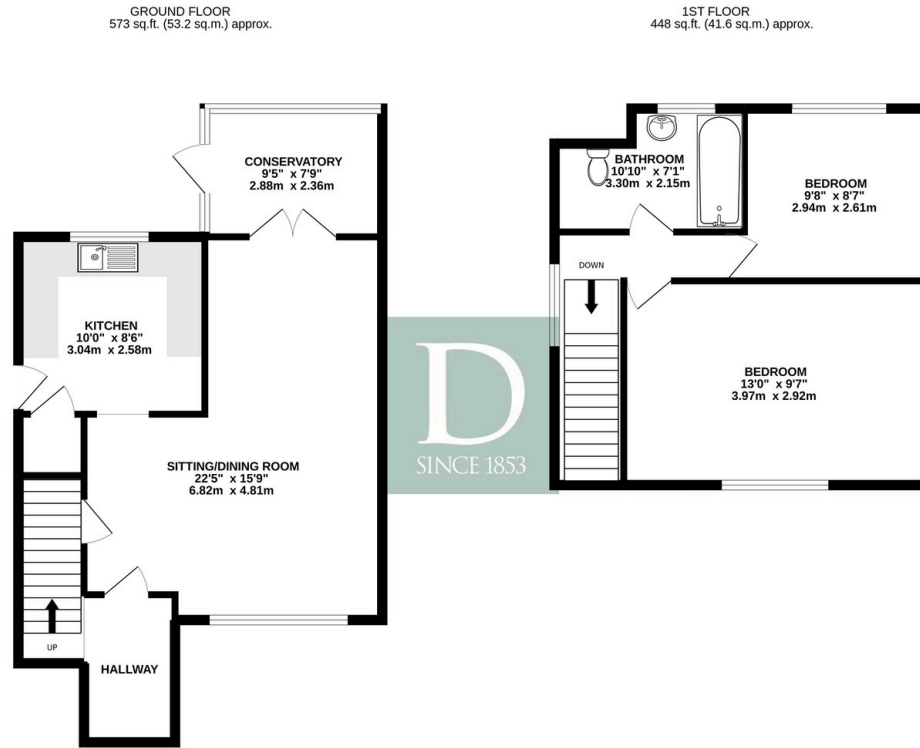 GROUND FLOOR
573 sq.ft. (53.2 sq.m.) approx.
1ST FLOOR
448 sq.ft. (41.6 sq.m.) approx.
CONSERVATORY
9'5" x 7'9"
2.88m x 2.36m
KITCHEN
10'0" x 8'6"
3.04m x 2.58m
SITTING/DINING ROOM
22'5" x 15'9"
6.82m x 4.81m
UP
HALLWAY
BATHROOM
10'10" x 7'1"
3.30m x 2.15m
BEDROOM
9'8" x 8'7"
2.94m x 2.61m
DOWN
BEDROOM
13'0" x 9'7"
3.97m x 2.92m
D
SINCE 1853